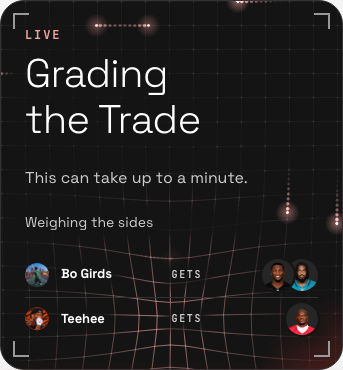 LIVE
Grading
the Trade
This can take up to a minute.
Weighing the sides
Bo Girds GETS
Teehee GETS